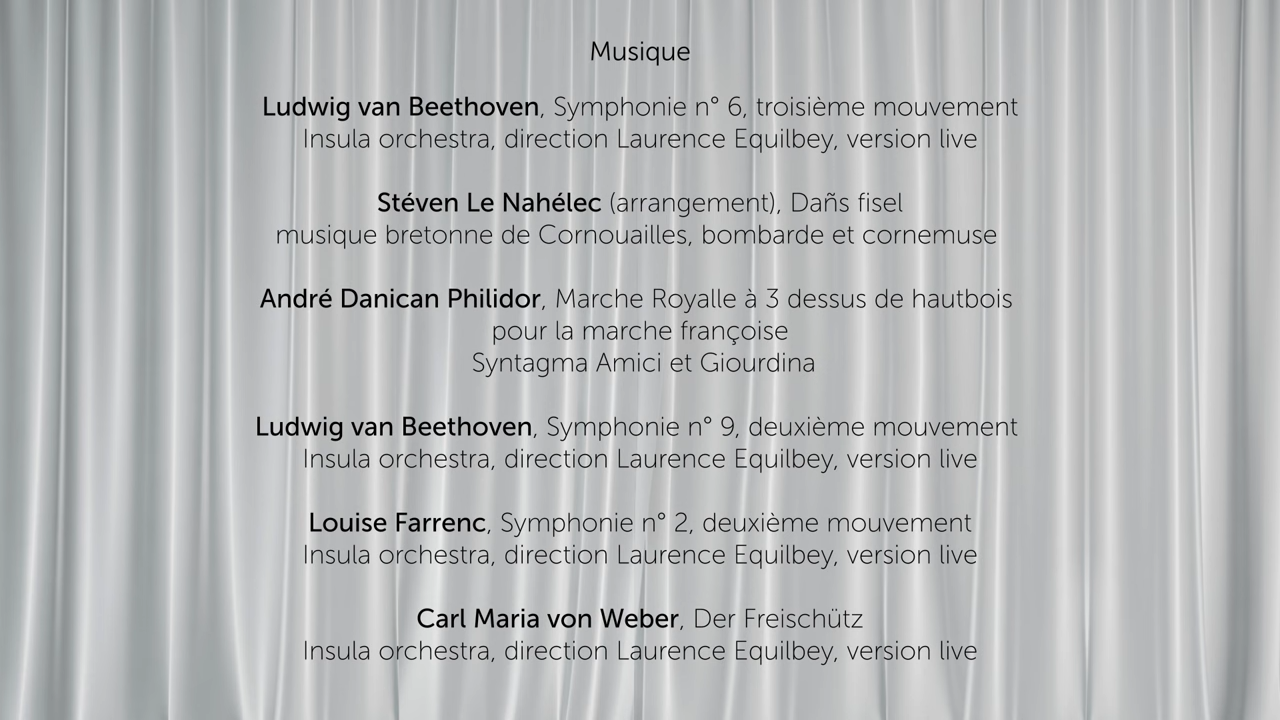 Musique
Ludwig van Beethoven, Symphonie n° 6, troisième mouvement
Insula orchestra, direction Laurence Equilbey, version live
Stéven Le Nahélec (arrangement), Dañs fisel
musique bretonne de Cornouailles, bombarde et cornemuse
André Danican Philidor, Marche Royalle à 3 dessus de hautbois
pour la marche françoise
Syntagma Amici et Giourdina
Ludwig van Beethoven, Symphonie n° 9, deuxième mouvement
Insula orchestra, direction Laurence Equilbey, version live
Louise Farrenc, Symphonie n° 2, deuxième mouvement
Insula orchestra, direction Laurence Equilbey, version live
Carl Maria von Weber, Der Freischütz
Insula orchestra, direction Laurence Equilbey, version live